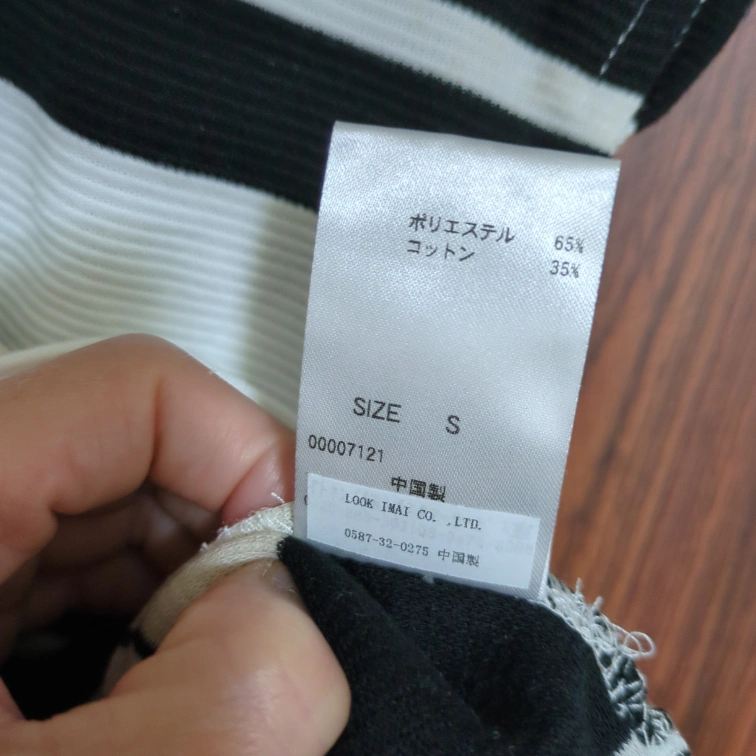 ポリエステル 65%
コットン 35%
SIZE S
00007121
中国製
LOOK IMAI CO. ,LTD.
0587-32-0275 中国製